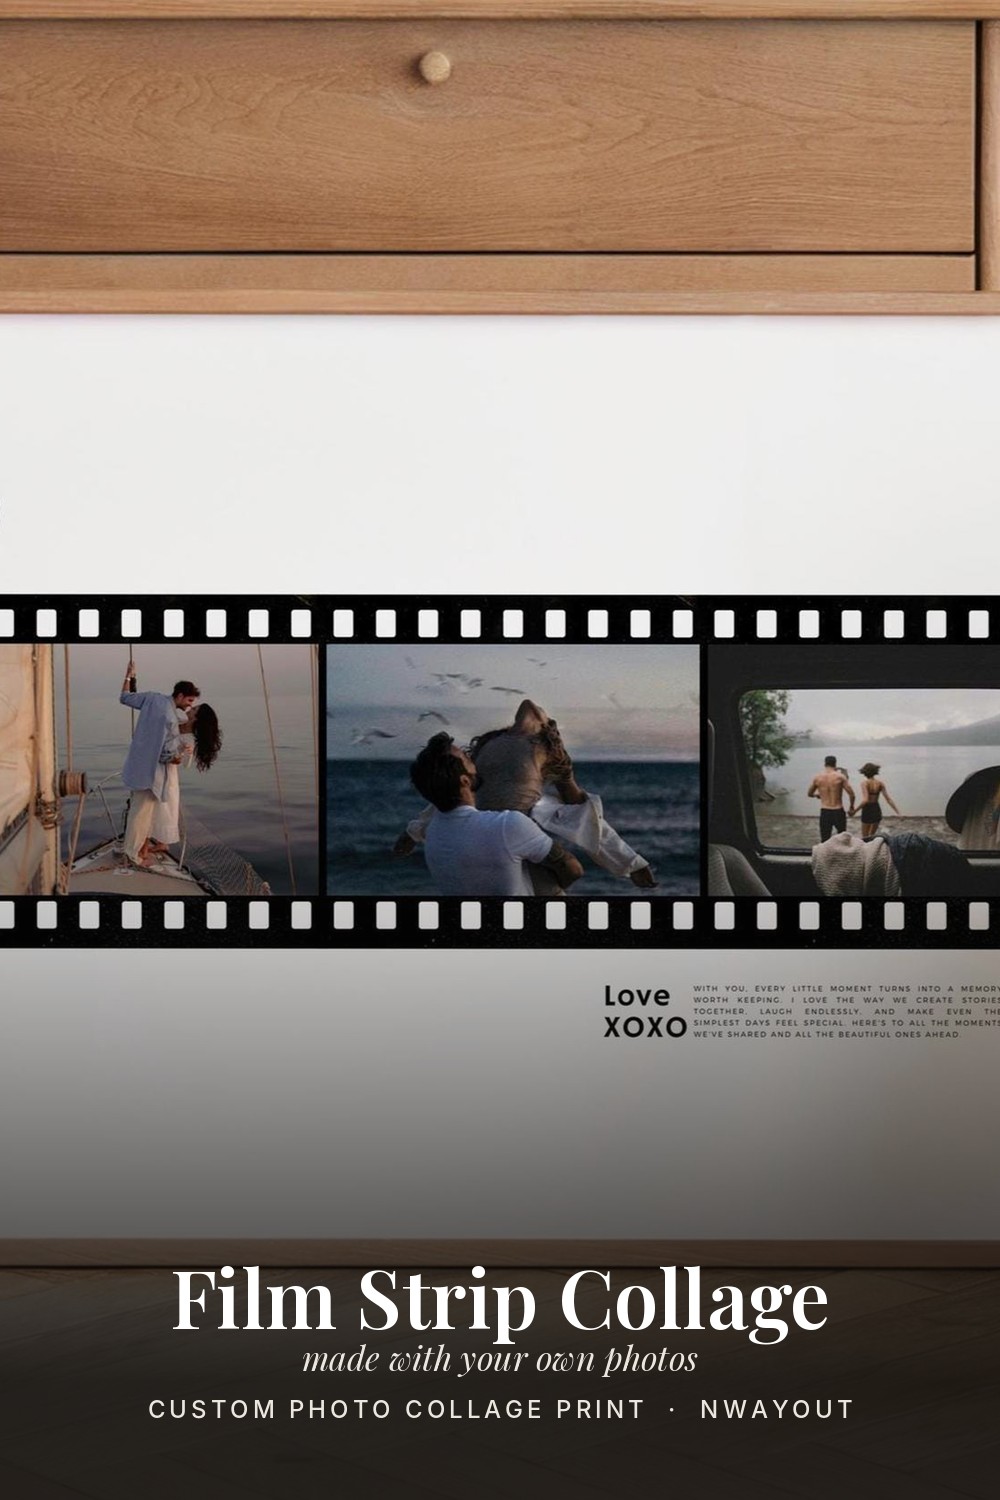 Love
XOXO
WITH YOU, EVERY LITTLE MOMENT TURNS INTO A MEMORY
WORTH KEEPING. I LOVE THE WAY WE CREATE STORIES
TOGETHER, LAUGH ENDLESSLY, AND MAKE EVEN THE
SIMPLEST DAYS FEEL SPECIAL. HERE'S TO ALL THE MOMENTS
WE'VE SHARED AND ALL THE BEAUTIFUL ONES AHEAD.
Film Strip Collage
made with your own photos
CUSTOM PHOTO COLLAGE PRINT · NWAYOUT